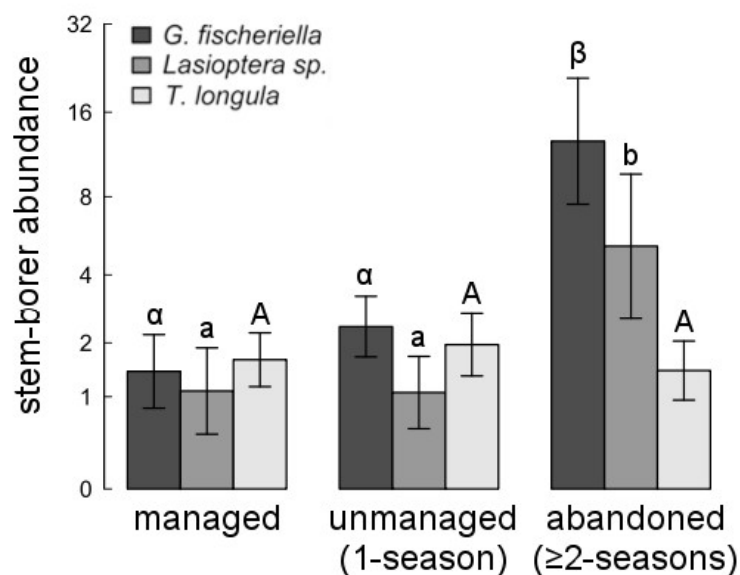 stem-borer abundance
32
16
8
4
2
1
0
G. fischeriella
Lasioptera sp.
T. longula
α a A
α a A
β b A
managed
unmanaged
(1-season)
abandoned
(≥2-seasons)